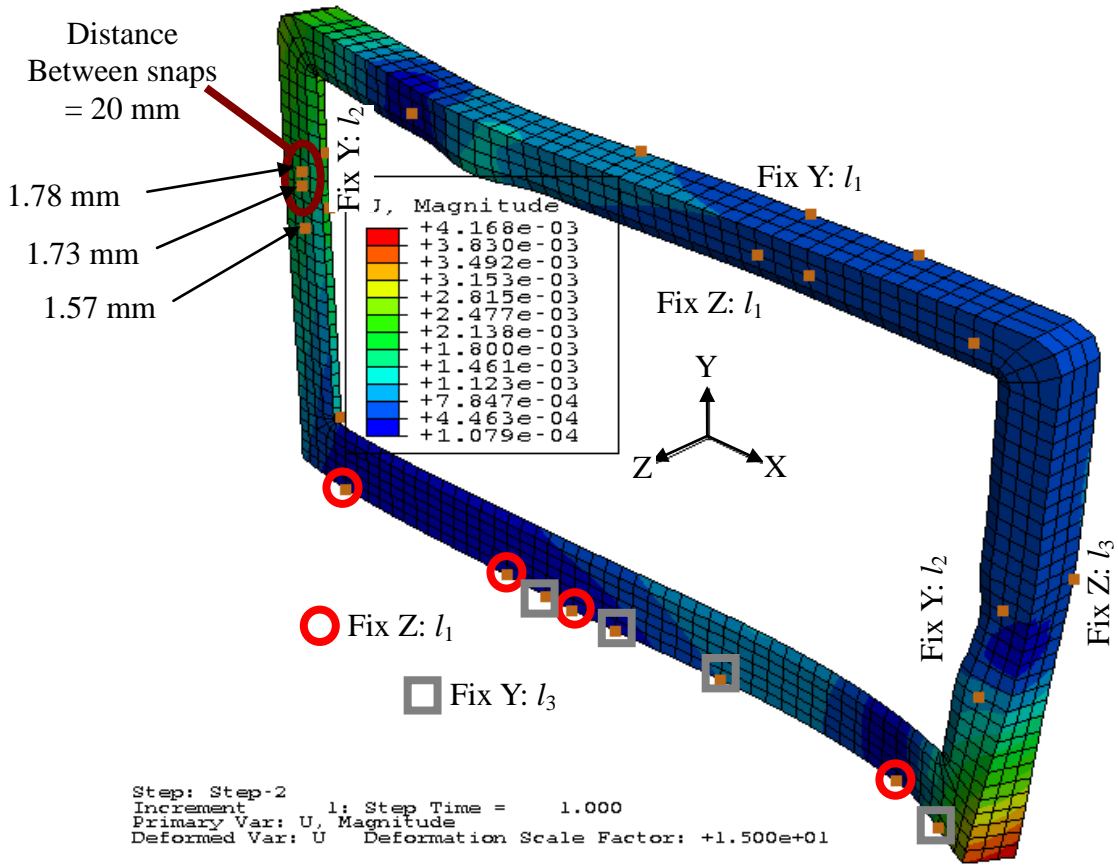 Distance
Between snaps
= 20 mm
1.78 mm
1.73 mm
1.57 mm
Fix Y: l2
Fix Y: l1
J, Magnitude
+4.168e-03
+3.830e-03
+3.492e-03
+3.153e-03
+2.815e-03
+2.477e-03
+2.138e-03
+1.800e-03
+1.461e-03
+1.123e-03
+7.847e-04
+4.463e-04
+1.079e-04
Fix Z: l1
Y
Z
X
Fix Y: l2
Fix Z: l3
Fix Z: l1
Fix Y: l3
Step: Step-2
Increment 1: Step Time = 1.000
Primary Var: U, Magnitude
Deformed Var: U Deformation Scale Factor: +1.500e+01